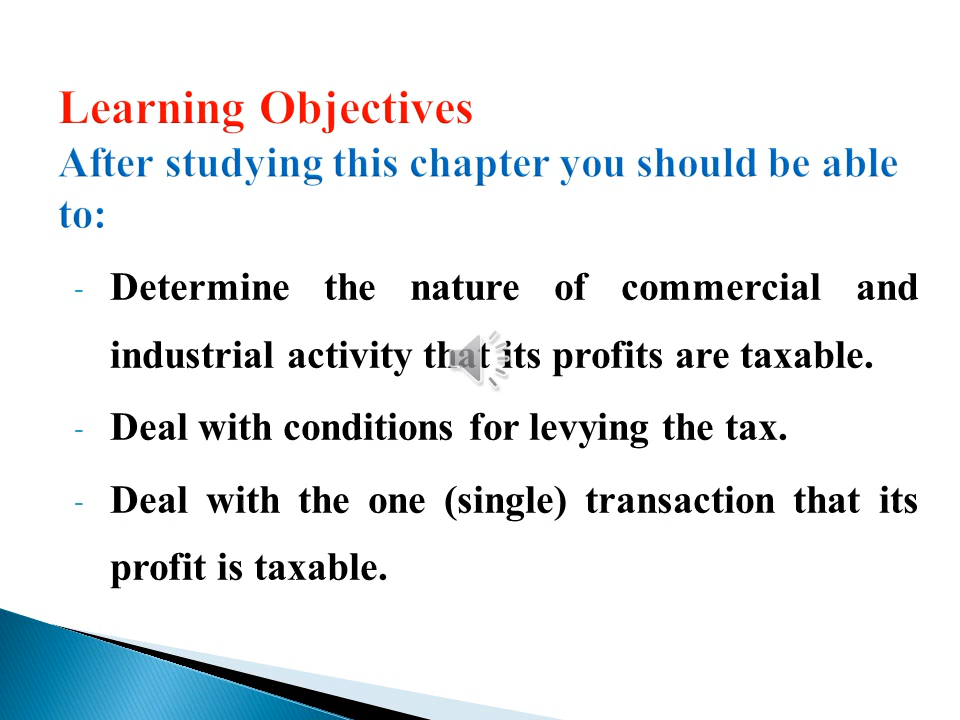 Learning Objectives
After studying this chapter you should be able
to:
- Determine the nature of commercial and
industrial activity that its profits are taxable.
- Deal with conditions for levying the tax.
- Deal with the one (single) transaction that its
profit is taxable.